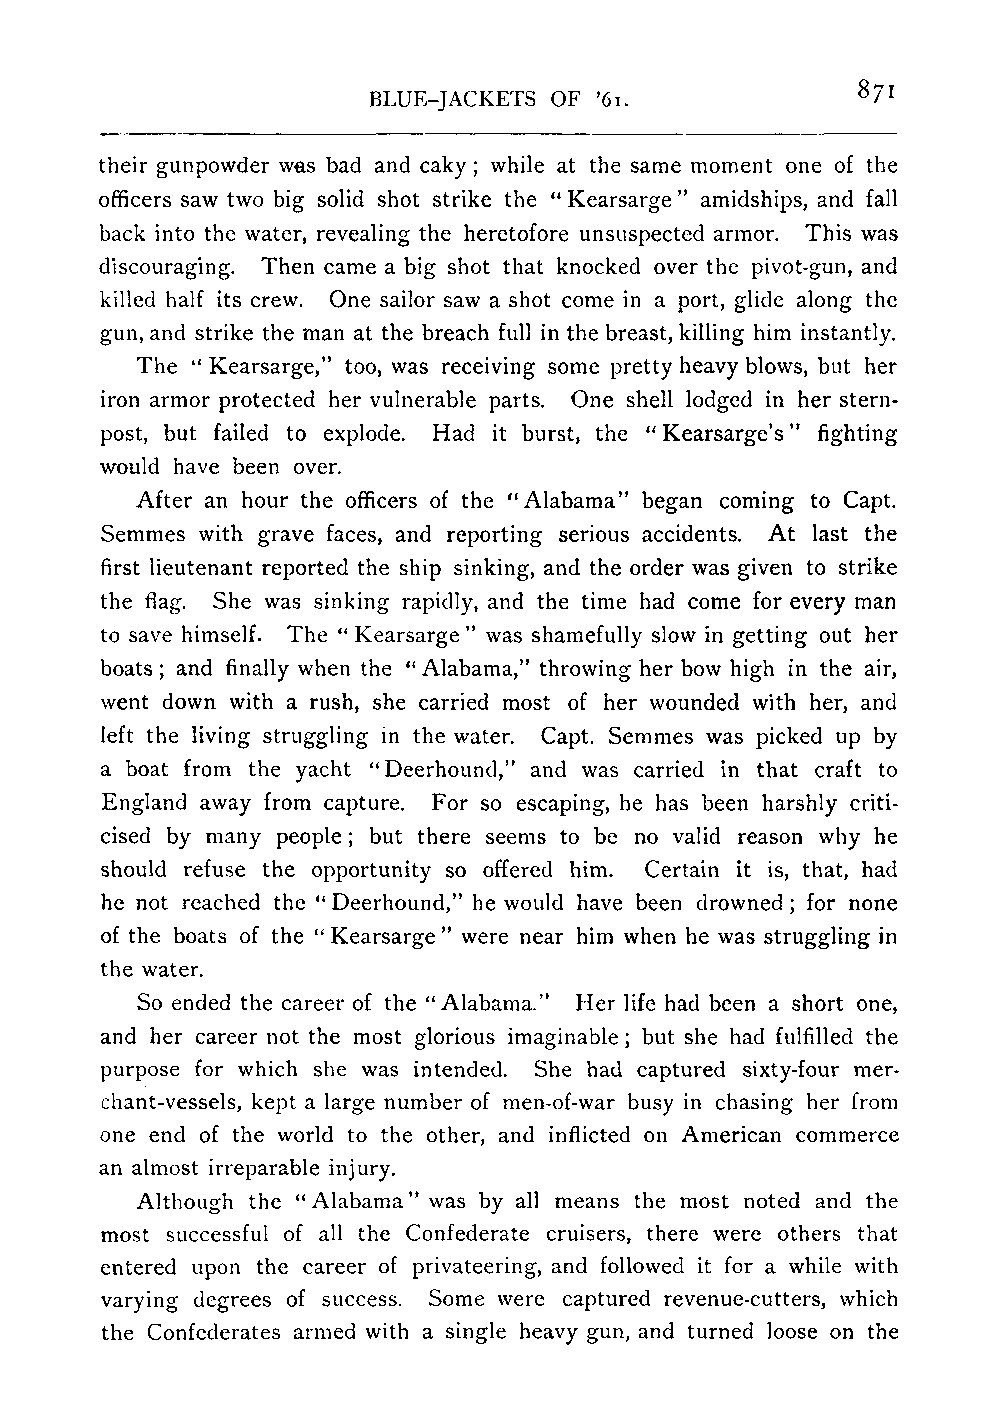 BLUE-JACKETS OF '61. 871
their gunpowder was bad and caky; while at the same moment one of the
officers saw two big solid shot strike the "Kearsarge" amidships, and fall
back into the water, revealing the heretofore unsuspected armor. This was
discouraging. Then came a big shot that knocked over the pivot-gun, and
killed half its crew. One sailor saw a shot come in a port, glide along the
gun, and strike the man at the breach full in the breast, killing him instantly.
The "Kearsarge," too, was receiving some pretty heavy blows, but her
iron armor protected her vulnerable parts. One shell lodged in her stern-
post, but failed to explode. Had it burst, the "Kearsarge's" fighting
would have been over.
After an hour the officers of the "Alabama" began coming to Capt.
Semmes with grave faces, and reporting serious accidents. At last the
first lieutenant reported the ship sinking, and the order was given to strike
the flag. She was sinking rapidly, and the time had come for every man
to save himself. The "Kearsarge" was shamefully slow in getting out her
boats; and finally when the "Alabama," throwing her bow high in the air,
went down with a rush, she carried most of her wounded with her, and
left the living struggling in the water. Capt. Semmes was picked up by
a boat from the yacht "Deerhound," and was carried in that craft to
England away from capture. For so escaping, he has been harshly criti-
cised by many people; but there seems to be no valid reason why he
should refuse the opportunity so offered him. Certain it is, that, had
he not reached the "Deerhound," he would have been drowned; for none
of the boats of the "Kearsarge" were near him when he was struggling in
the water.
So ended the career of the "Alabama." Her life had been a short one,
and her career not the most glorious imaginable; but she had fulfilled the
purpose for which she was intended. She had captured sixty-four mer-
chant-vessels, kept a large number of men-of-war busy in chasing her from
one end of the world to the other, and inflicted on American commerce
an almost irreparable injury.
Although the "Alabama" was by all means the most noted and the
most successful of all the Confederate cruisers, there were others that
entered upon the career of privateering, and followed it for a while with
varying degrees of success. Some were captured revenue-cutters, which
the Confederates armed with a single heavy gun, and turned loose on the